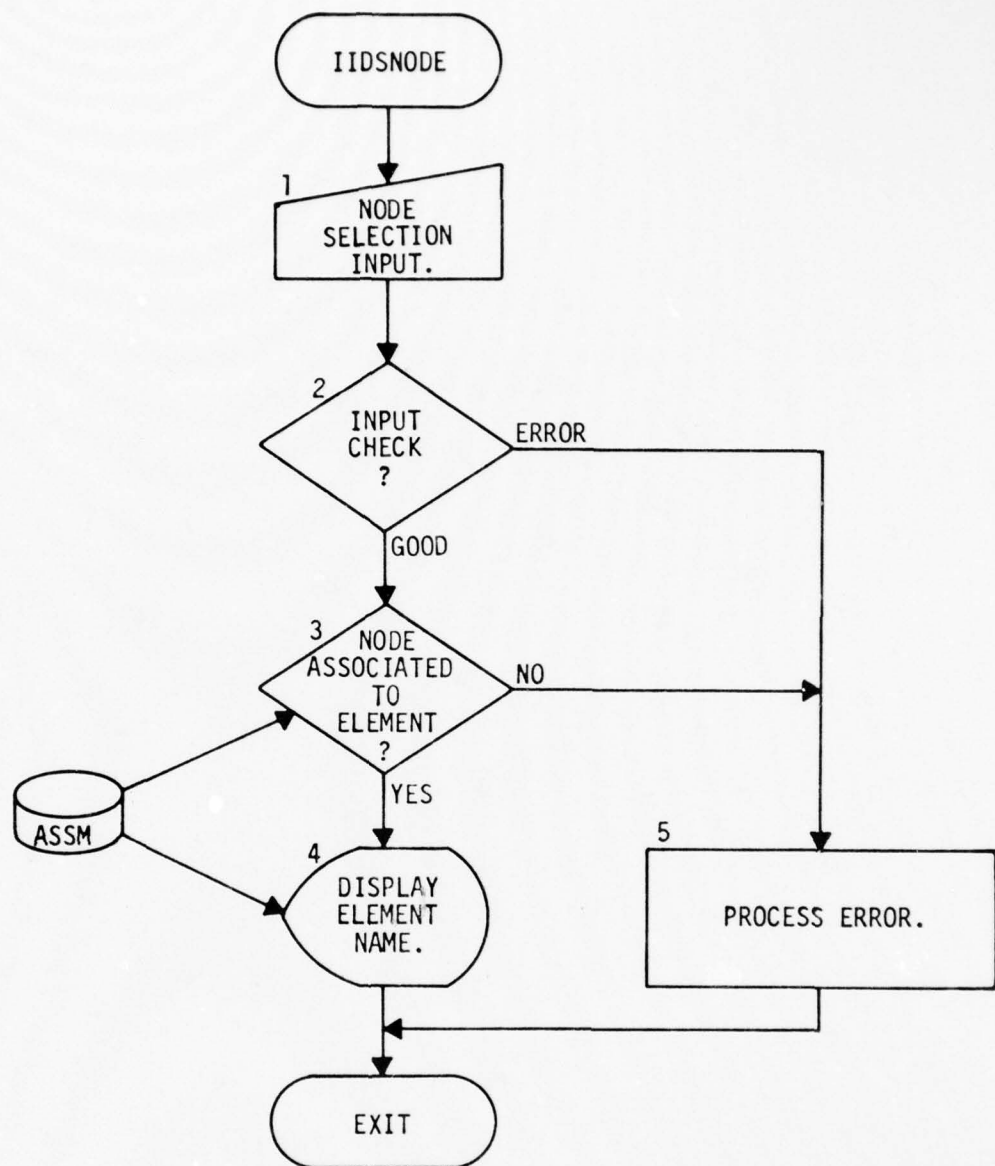 IIDSNODE
1
NODE
SELECTION
INPUT.
2
INPUT
CHECK
?
ERROR
GOOD
3
NODE
ASSOCIATED
TO
ELEMENT
?
NO
YES
ASSM
4
DISPLAY
ELEMENT
NAME.
5
PROCESS ERROR.
EXIT